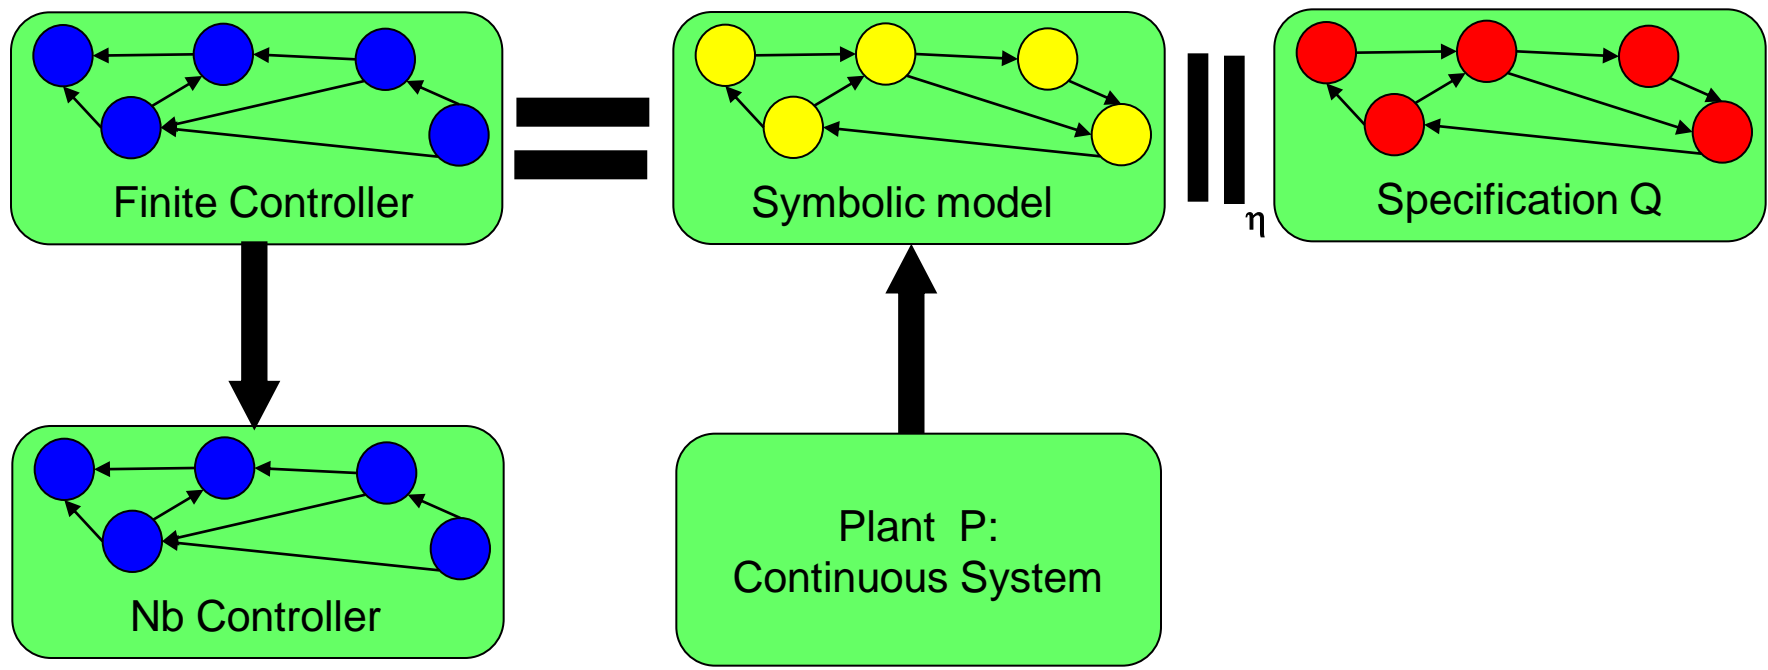 Finite Controller
Symbolic model
η
Specification Q
Nb Controller
Plant P:
Continuous System